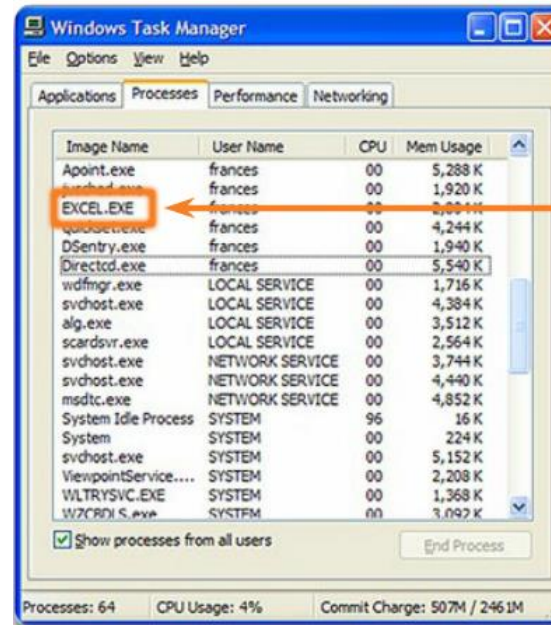 Windows Task Manager
File Options View Help
Applications Processes Performance Networking
Image Name User Name CPU Mem Usage
Apoint.exe frances 00 5,288 K
frances 00 1,920 K
EXCEL.EXE 00
frances 00 4,244 K
DSentry.exe frances 00 1,940 K
Directcd.exe frances 00 5,540 K
wdfmgr.exe LOCAL SERVICE 00 1,716 K
svchost.exe LOCAL SERVICE 00 4,384 K
alg.exe LOCAL SERVICE 00 3,512 K
scardsvr.exe LOCAL SERVICE 00 2,564 K
svchost.exe NETWORK SERVICE 00 3,744 K
svchost.exe NETWORK SERVICE 00 4,440 K
msdtc.exe NETWORK SERVICE 00 4,852 K
System Idle Process SYSTEM 96 16 K
System SYSTEM 00 224 K
svchost.exe SYSTEM 00 5,152 K
ViewpointService.... SYSTEM 00 2,208 K
WLTRYSVC.EXE SYSTEM 00 1,368 K
WZCBDLS.exe SYSTEM 00 3,092 K
Show processes from all users
End Process
Processes: 64 CPU Usage: 4% Commit Charge: 507M / 2461M